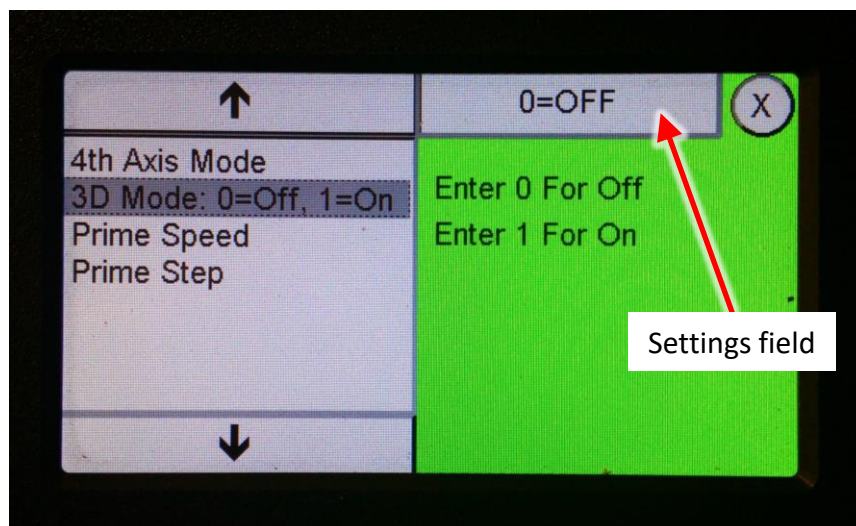 0=OFF
X
4th Axis Mode
3D Mode: 0=Off, 1=On
Prime Speed
Prime Step
Enter 0 For Off
Enter 1 For On
Settings field